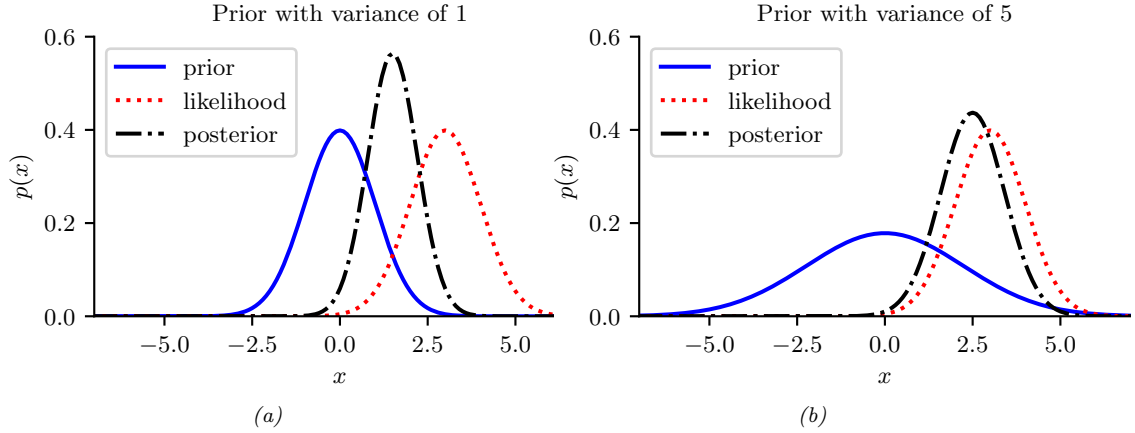 Prior with variance of 1
0.6
0.4
0.2
0.0
p(x)
prior
likelihood
posterior
−5.0 −2.5 0.0 2.5 5.0
x
(a)
Prior with variance of 5
0.6
0.4
0.2
0.0
p(x)
prior
likelihood
posterior
−5.0 −2.5 0.0 2.5 5.0
x
(b)